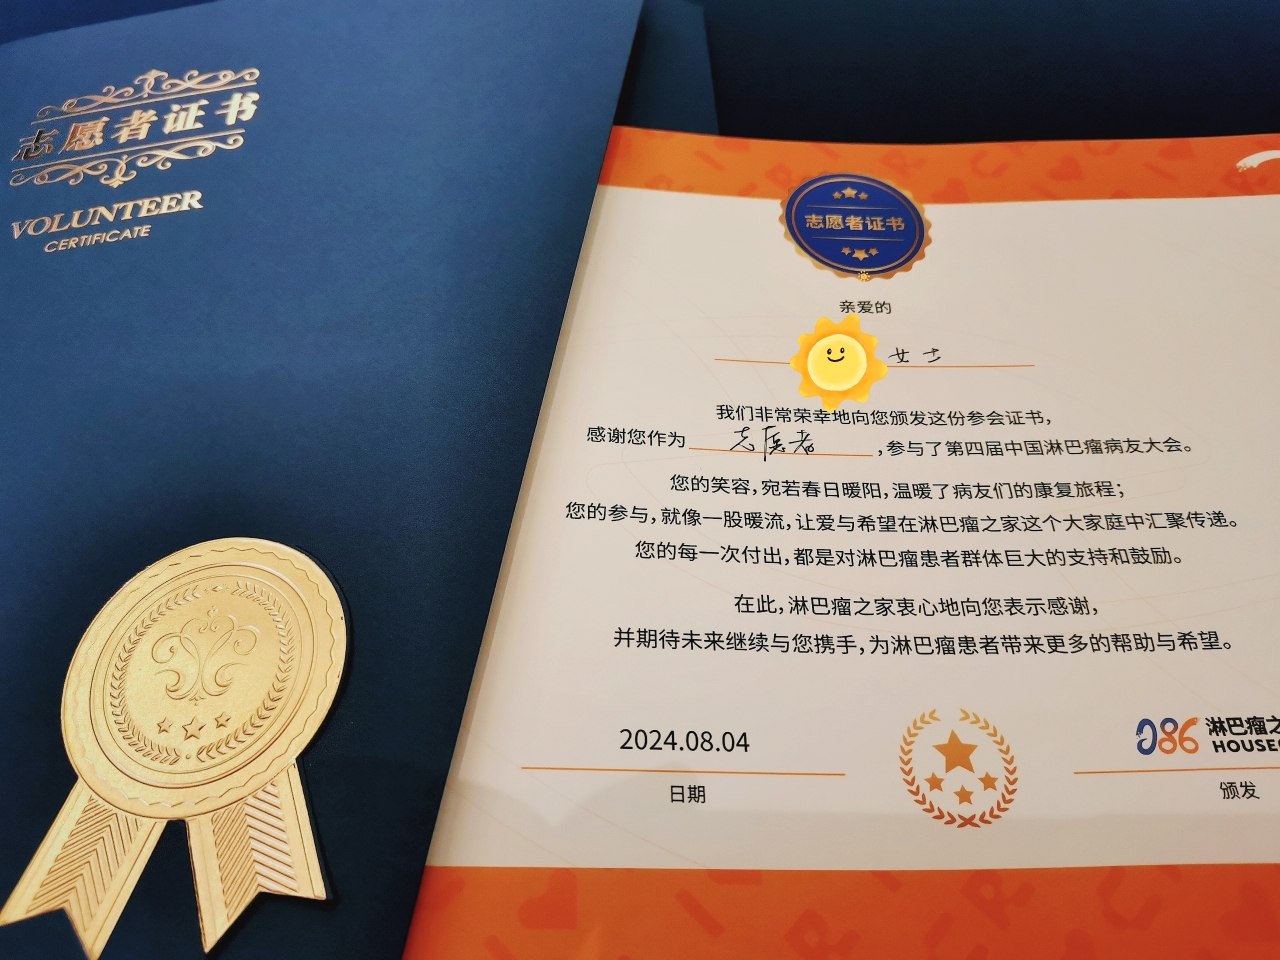 志愿者证书
VOLUNTEER
CERTIFICATE
志愿者证书
亲爱的
女士
我们非常荣幸地向您颁发这份参会证书,
感谢您作为 志愿者 ,参与了第四届中国淋巴瘤病友大会。
您的笑容,宛若春日暖阳,温暖了病友们的康复旅程;
您的参与,就像一股暖流,让爱与希望在淋巴瘤之家这个大家庭中汇聚传递。
您的每一次付出,都是对淋巴瘤患者群体巨大的支持和鼓励。
在此,淋巴瘤之家衷心地向您表示感谢,
并期待未来继续与您携手,为淋巴瘤患者带来更多的帮助与希望。
2024.08.04
日期
086 淋巴瘤之
HOUSE
颁发